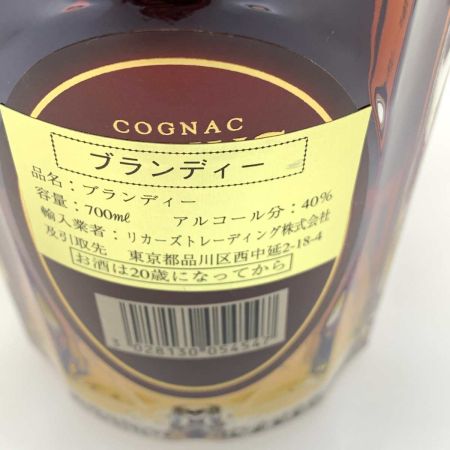 COGNAC
ブランディー
品名：ブランディー
容量：700㎖ アルコール分：40%
輸入業者：リカーズトレーディング株式会社
及引取先 東京都品川区西中延2-18-4
お酒は20歳になってから
3 028130 054547